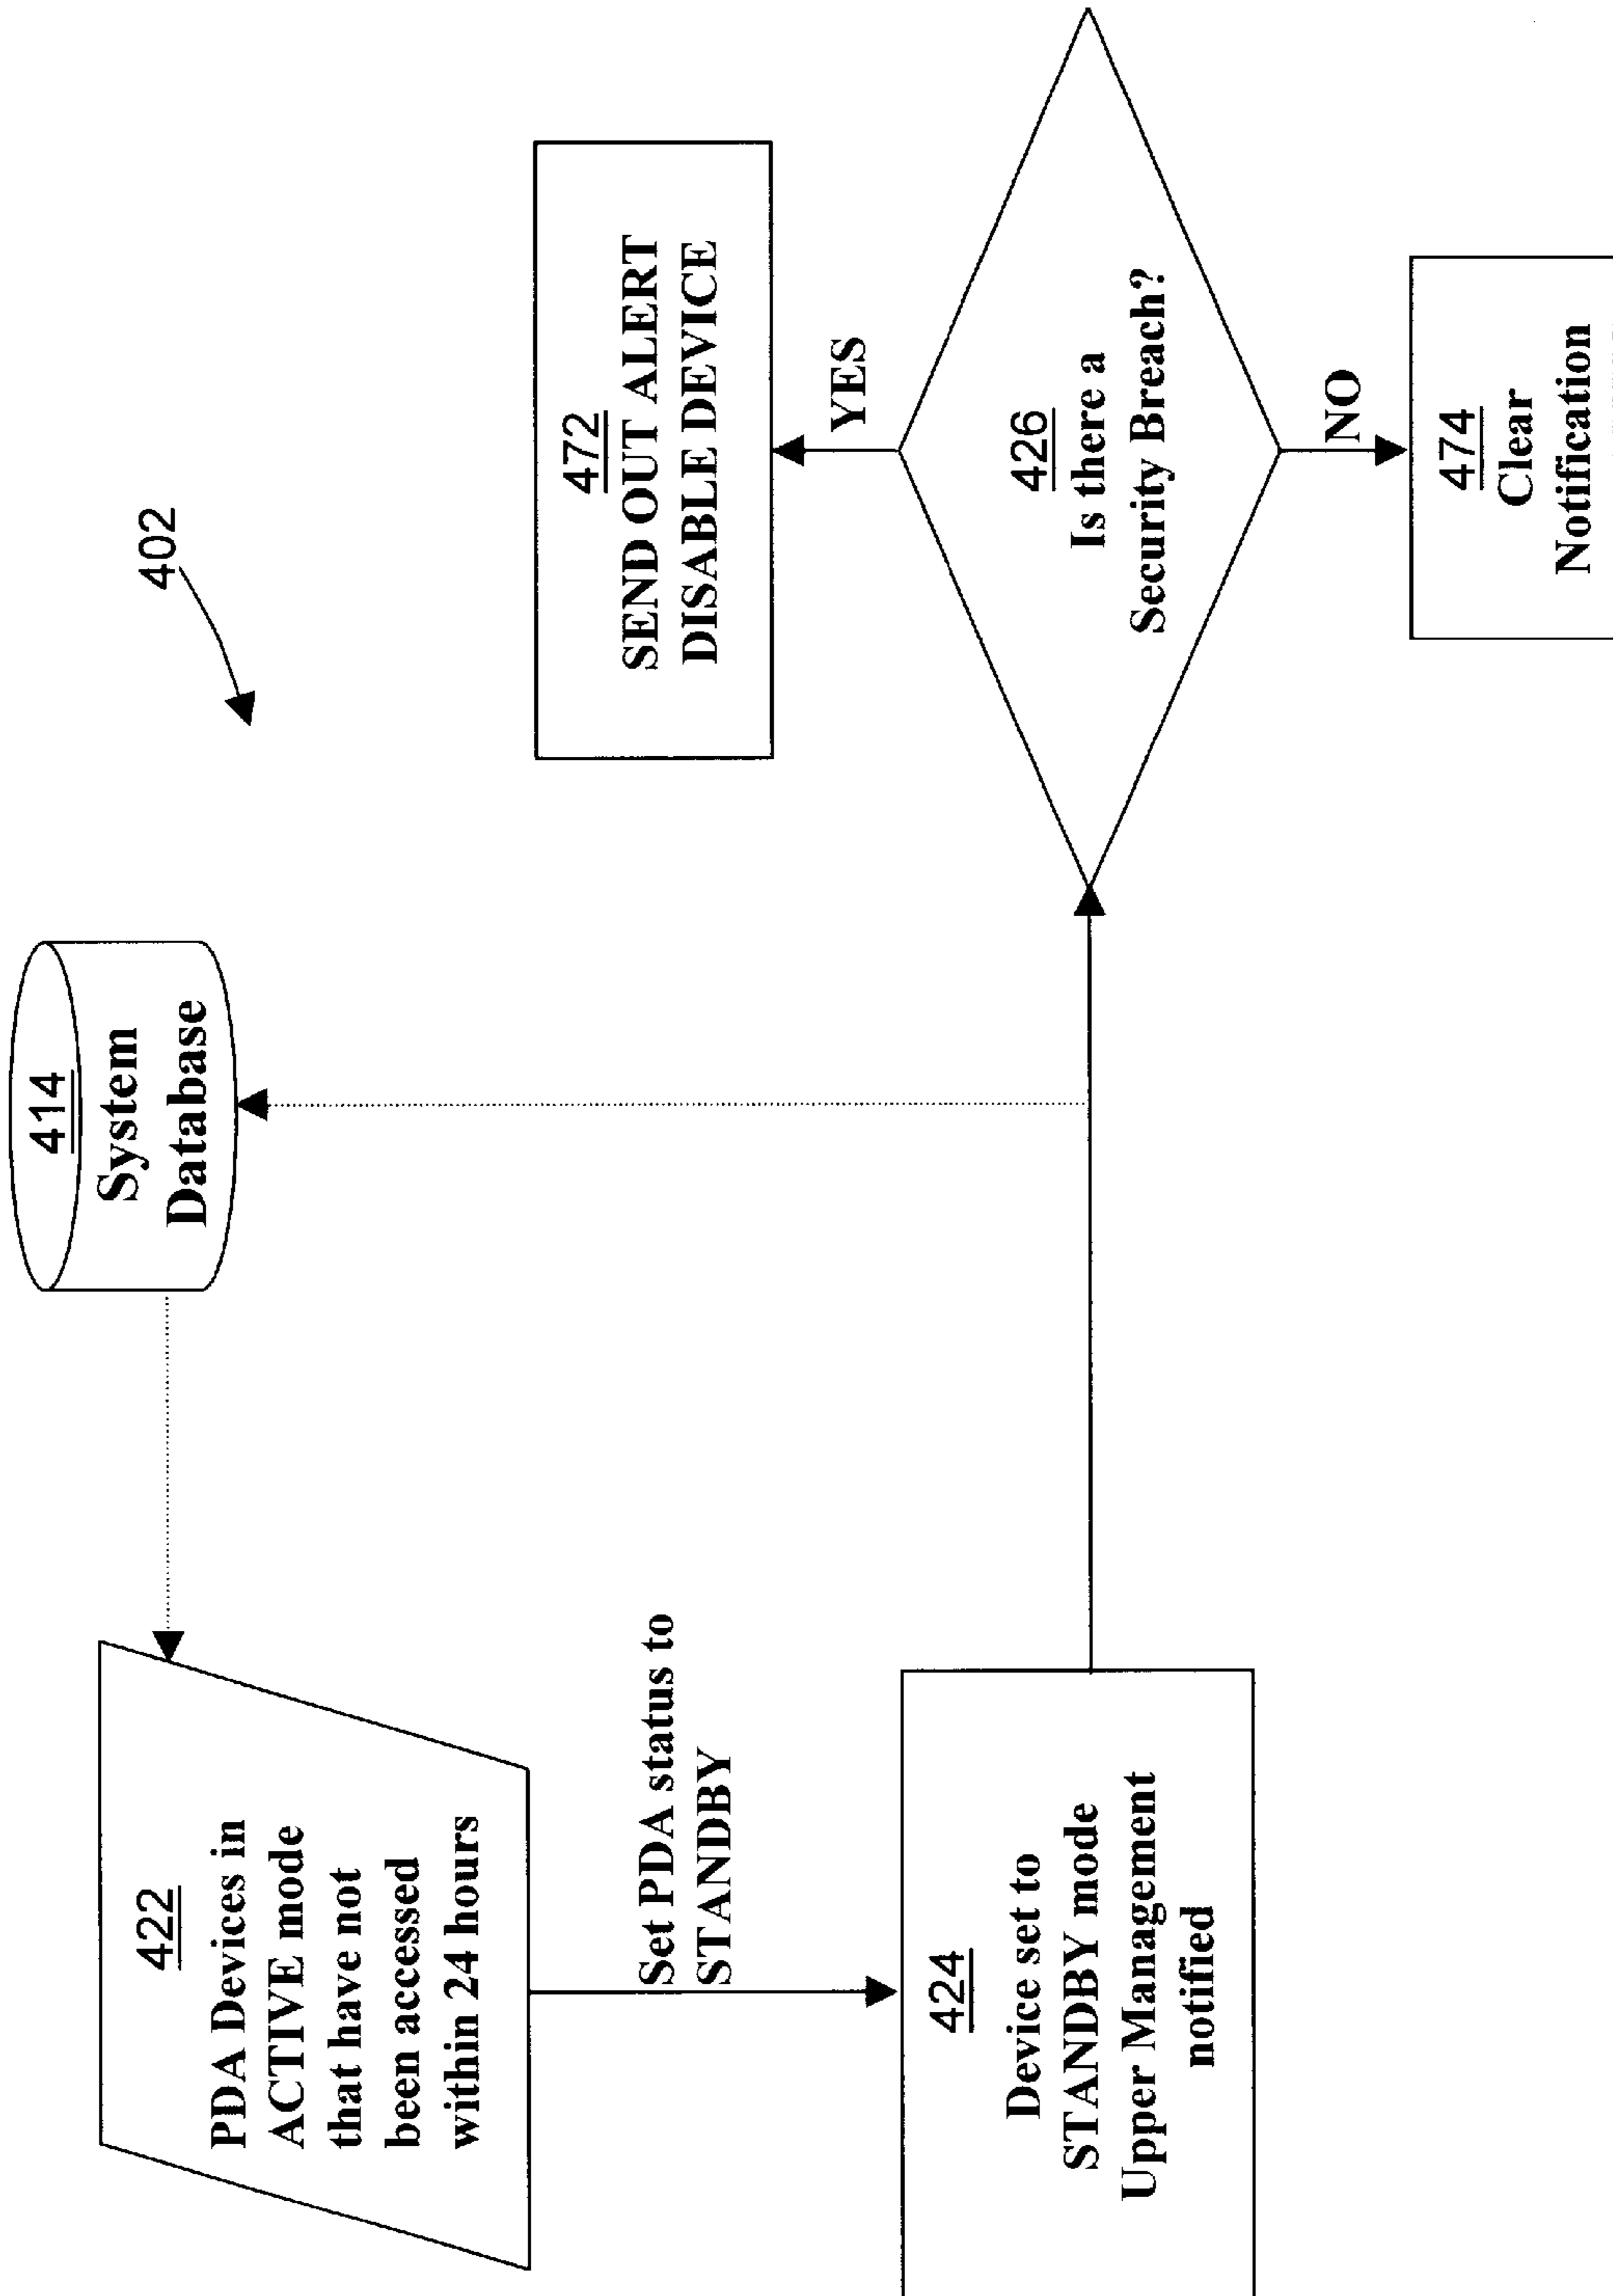 402
414
System
Database
422
PDA Devices in
ACTIVE mode
that have not
been accessed
within 24 hours
Set PDA status to
STANDBY
424
Device set to
STANDBY mode
Upper Management
notified
426
Is there a
Security Breach?
YES
472
SEND OUT ALERT
DISABLE DEVICE
NO
474
Clear
Notification